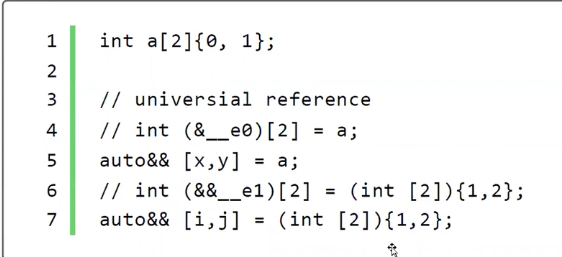 1 int a[2]{0, 1};
2
3 // universial reference
4 // int (&__e0)[2] = a;
5 auto&& [x,y] = a;
6 // int (&&__e1)[2] = (int [2]){1,2};
7 auto&& [i,j] = (int [2]){1,2};